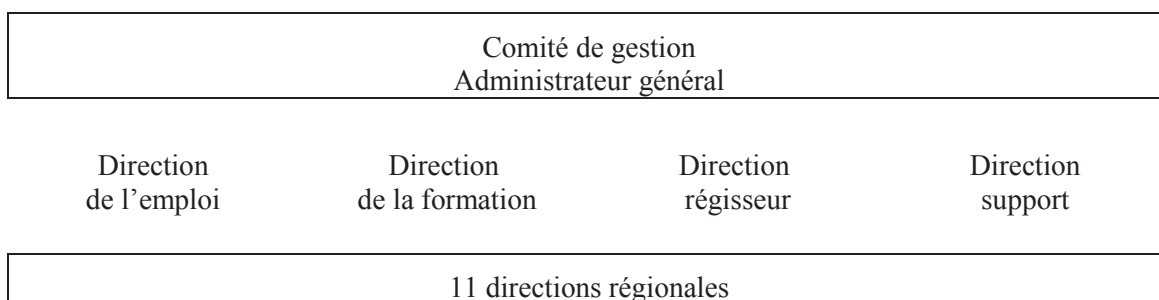 Comité de gestion
Administrateur général
Direction
de l’emploi
Direction
de la formation
Direction
régisseur
Direction
support
11 directions régionales